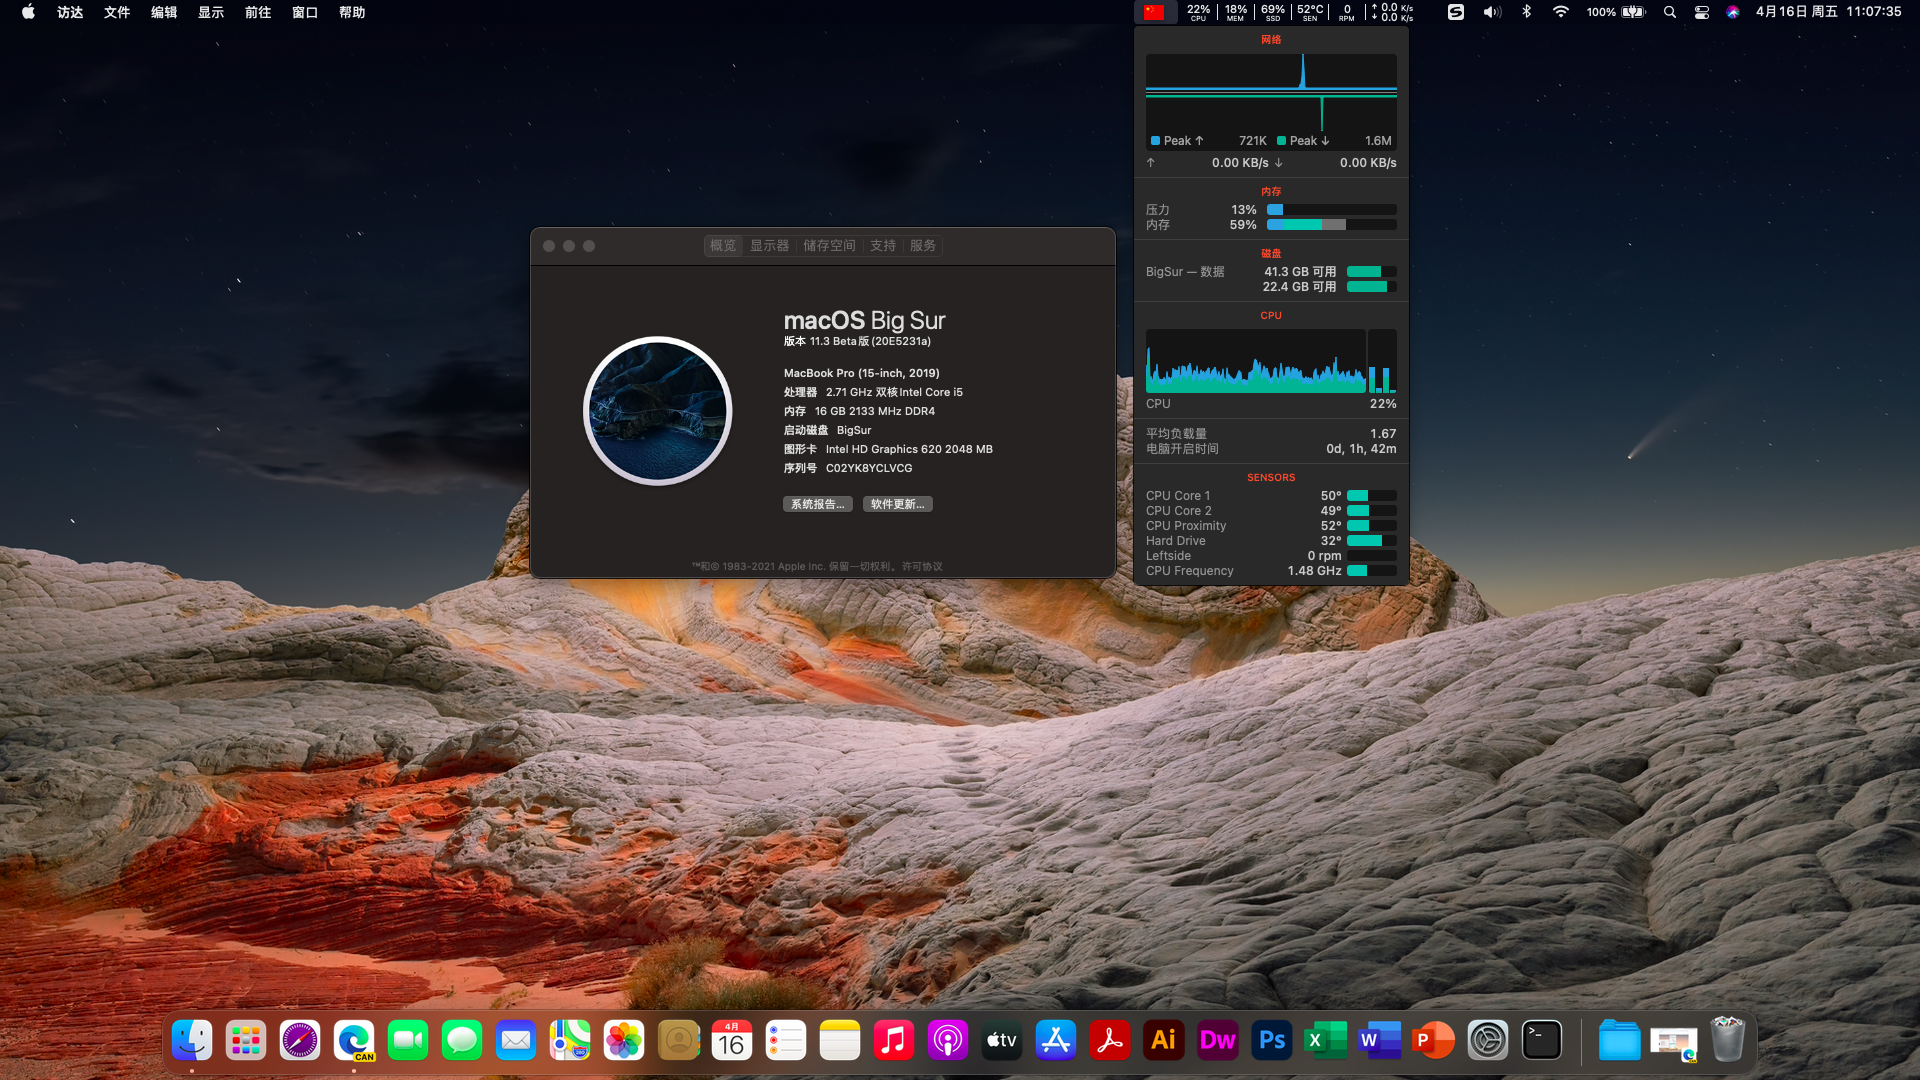 访达 文件 编辑 显示 前往 窗口 帮助
22% CPU 18% MEM 69% SSD 52°C SEN 0 RPM ↑ 0.0 K/s ↓ 0.0 K/s
100% 4月16日 周五 11:07:35
网络
Peak ↑ 721K Peak ↓ 1.6M
↑ 0.00 KB/s ↓ 0.00 KB/s
内存
压力 13%
内存 59%
磁盘
BigSur — 数据 41.3 GB 可用
22.4 GB 可用
CPU
CPU 22%
平均负载量 1.67
电脑开启时间 0d, 1h, 42m
SENSORS
CPU Core 1 50°
CPU Core 2 49°
CPU Proximity 52°
Hard Drive 32°
Leftside 0 rpm
CPU Frequency 1.48 GHz
概览 显示器 储存空间 支持 服务
macOS Big Sur
版本 11.3 Beta版 (20E5231a)
MacBook Pro (15-inch, 2019)
处理器 2.71 GHz 双核Intel Core i5
内存 16 GB 2133 MHz DDR4
启动磁盘 BigSur
图形卡 Intel HD Graphics 620 2048 MB
序列号 C02YK8YCLVCG
系统报告... 软件更新...
™和© 1983-2021 Apple Inc. 保留一切权利。许可协议
CAN
280
4月
16
tv
Ai
Dw
Ps
X
W
P
>_